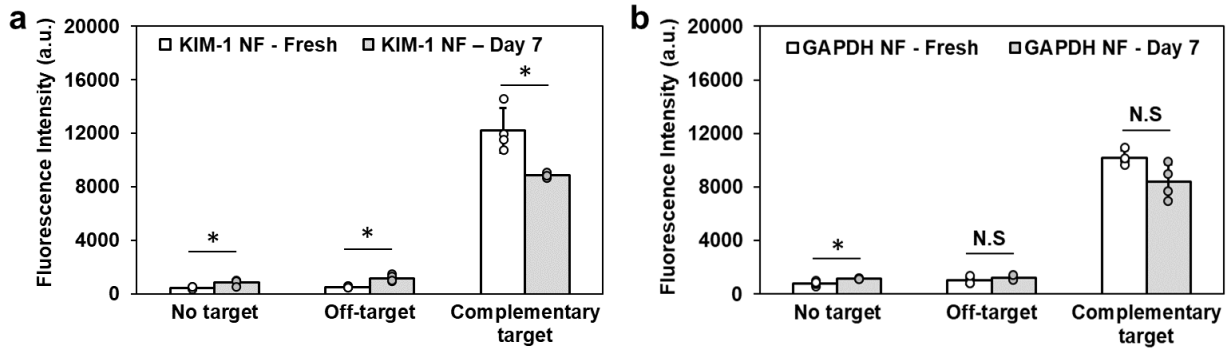 a
Fluorescence Intensity (a.u.)
20000
16000
12000
8000
4000
0
KIM-1 NF - Fresh
KIM-1 NF – Day 7
*
*
*
No target
Off-target
Complementary
target
b
Fluorescence Intensity (a.u.)
20000
16000
12000
8000
4000
0
GAPDH NF - Fresh
GAPDH NF - Day 7
*
N.S
N.S
No target
Off-target
Complementary
target